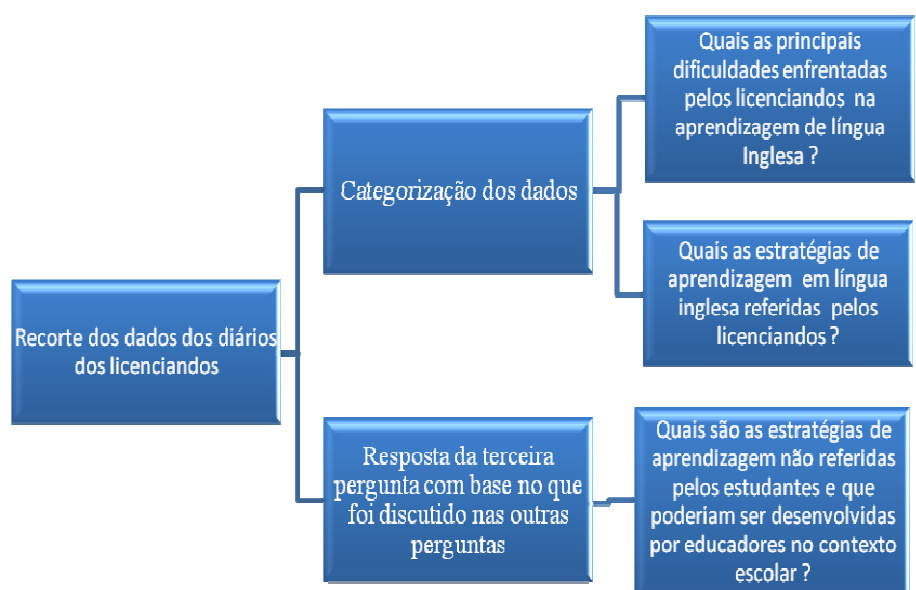 Recorte dos dados dos diários
dos licenciandos
Categorização dos dados
Quais as principais
dificuldades enfrentadas
pelos licenciandos na
aprendizagem de língua
Inglesa ?
Quais as estratégias de
aprendizagem em língua
inglesa referidas pelos
licenciandos ?
Resposta da terceira
pergunta com base no que
foi discutido nas outras
perguntas
Quais são as estratégias de
aprendizagem não referidas
pelos estudantes e que
poderiam ser desenvolvidas
por educadores no contexto
escolar ?